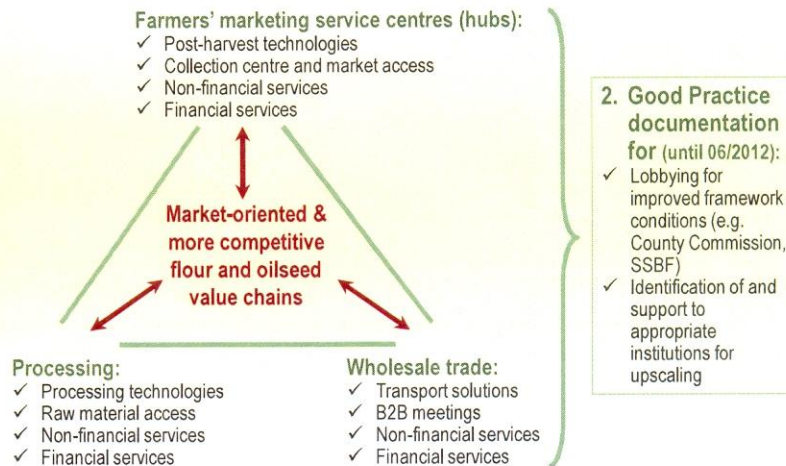 Farmers' marketing service centres (hubs):
✓ Post-harvest technologies
✓ Collection centre and market access
✓ Non-financial services
✓ Financial services
Market-oriented &
more competitive
flour and oilseed
value chains
Processing:
✓ Processing technologies
✓ Raw material access
✓ Non-financial services
✓ Financial services
Wholesale trade:
✓ Transport solutions
✓ B2B meetings
✓ Non-financial services
✓ Financial services
2. Good Practice
documentation
for (until 06/2012):
✓ Lobbying for
improved framework
conditions (e.g.
County Commission,
SSBF)
✓ Identification of and
support to
appropriate
institutions for
upscaling